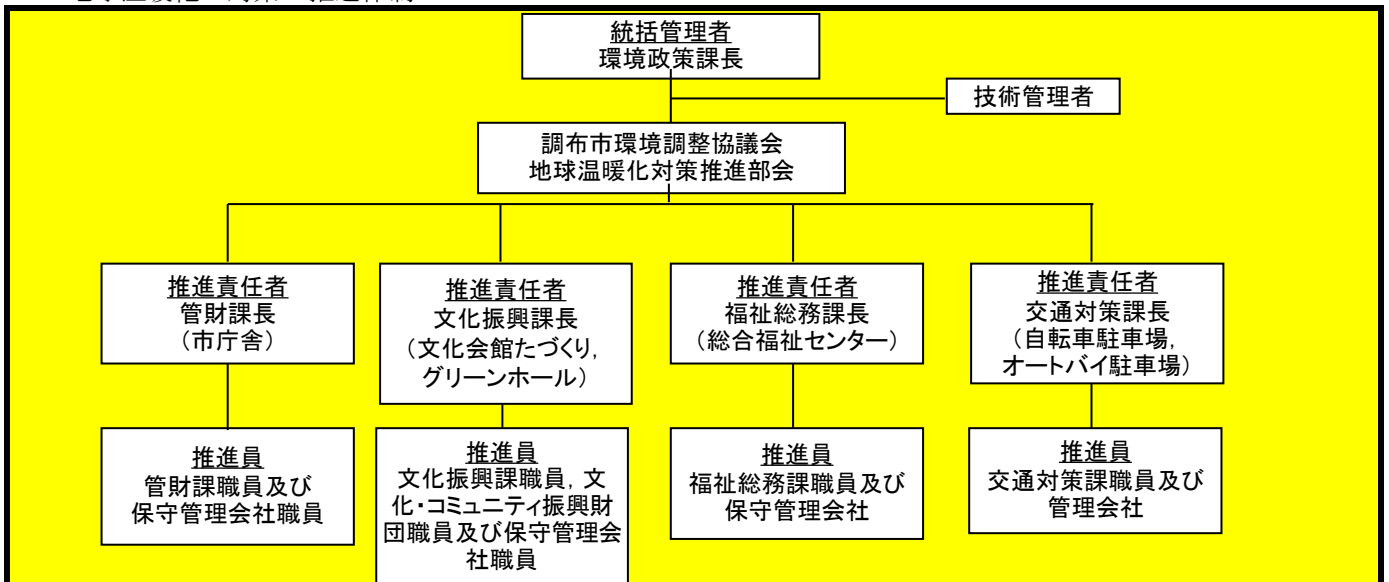 統括管理者
環境政策課長
技術管理者
調布市環境調整協議会
地球温暖化対策推進部会
推進責任者
管財課長
（市庁舎）
推進責任者
文化振興課長
（文化会館たづくり，
グリーンホール）
推進責任者
福祉総務課長
（総合福祉センター）
推進責任者
交通対策課長
（自転車駐車場，
オートバイ駐車場）
推進員
管財課職員及び
保守管理会社職員
推進員
文化振興課職員，文
化・コミュニティ振興財
団職員及び保守管理会
社職員
推進員
福祉総務課職員及び
保守管理会社
推進員
交通対策課職員及び
管理会社